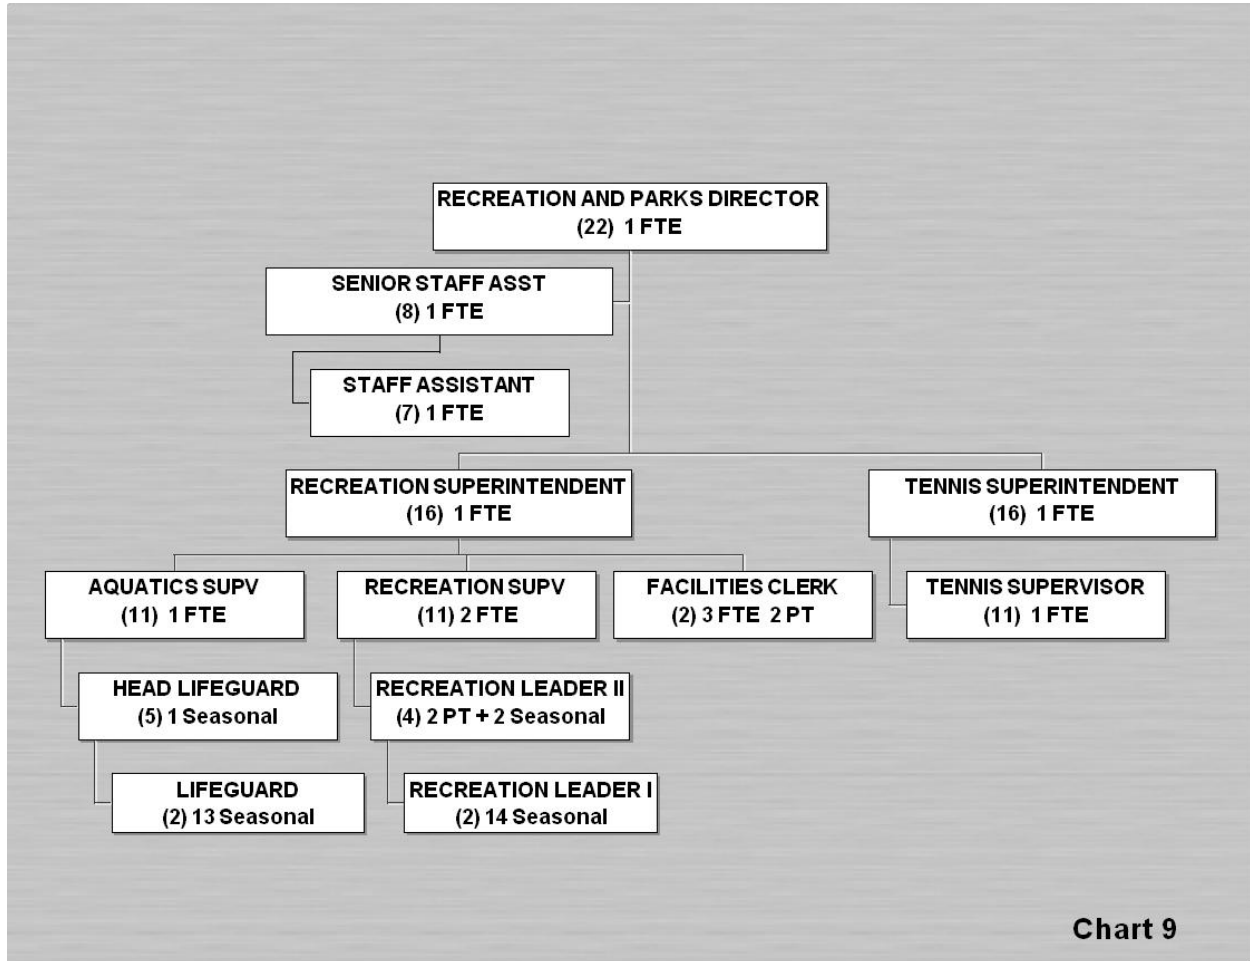 RECREATION AND PARKS DIRECTOR
(22) 1 FTE
SENIOR STAFF ASST
(8) 1 FTE
STAFF ASSISTANT
(7) 1 FTE
RECREATION SUPERINTENDENT
(16) 1 FTE
TENNIS SUPERINTENDENT
(16) 1 FTE
AQUATICS SUPV
(11) 1 FTE
RECREATION SUPV
(11) 2 FTE
FACILITIES CLERK
(2) 3 FTE 2 PT
TENNIS SUPERVISOR
(11) 1 FTE
HEAD LIFEGUARD
(5) 1 Seasonal
RECREATION LEADER II
(4) 2 PT + 2 Seasonal
LIFEGUARD
(2) 13 Seasonal
RECREATION LEADER I
(2) 14 Seasonal
Chart 9